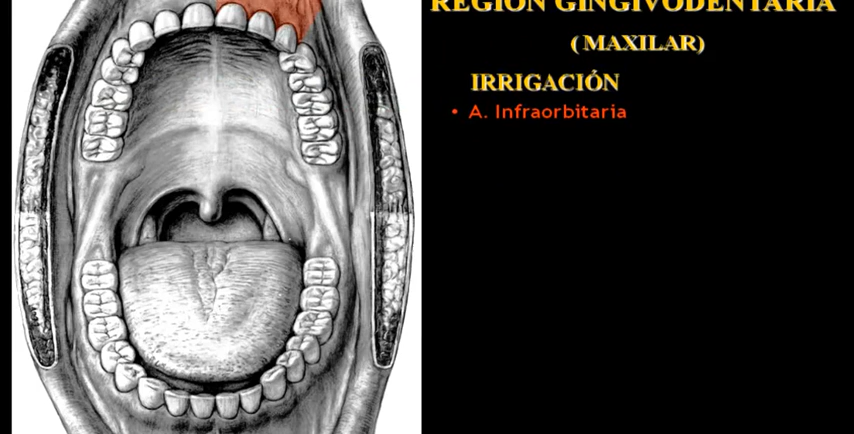 REGIÓN GINGIVODENTARIA
( MAXILAR)
IRRIGACIÓN
• A. Infraorbitaria